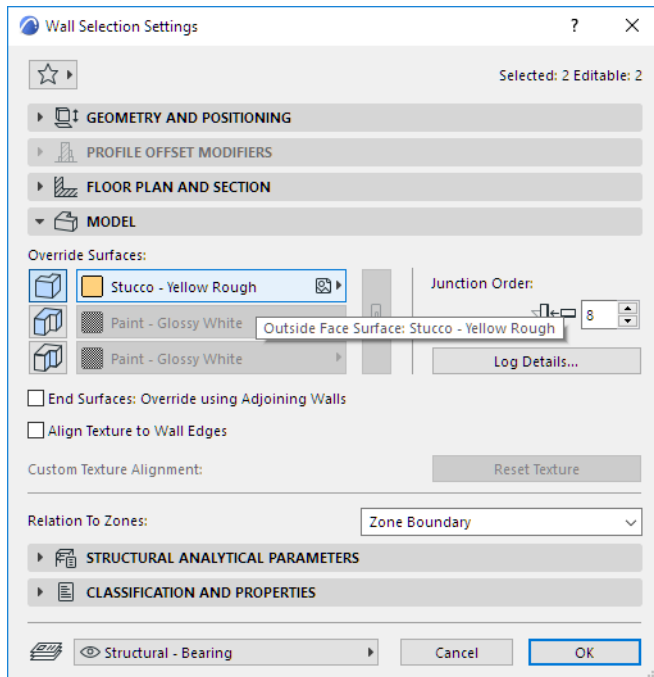 Wall Selection Settings
?
Selected: 2 Editable: 2
GEOMETRY AND POSITIONING
PROFILE OFFSET MODIFIERS
FLOOR PLAN AND SECTION
MODEL
Override Surfaces:
Stucco - Yellow Rough
Junction Order:
Paint - Glossy White
Outside Face Surface: Stucco - Yellow Rough
8
Paint - Glossy White
Log Details...
End Surfaces: Override using Adjoining Walls
Align Texture to Wall Edges
Custom Texture Alignment:
Reset Texture
Relation To Zones:
Zone Boundary
STRUCTURAL ANALYTICAL PARAMETERS
CLASSIFICATION AND PROPERTIES
Structural - Bearing
Cancel
OK